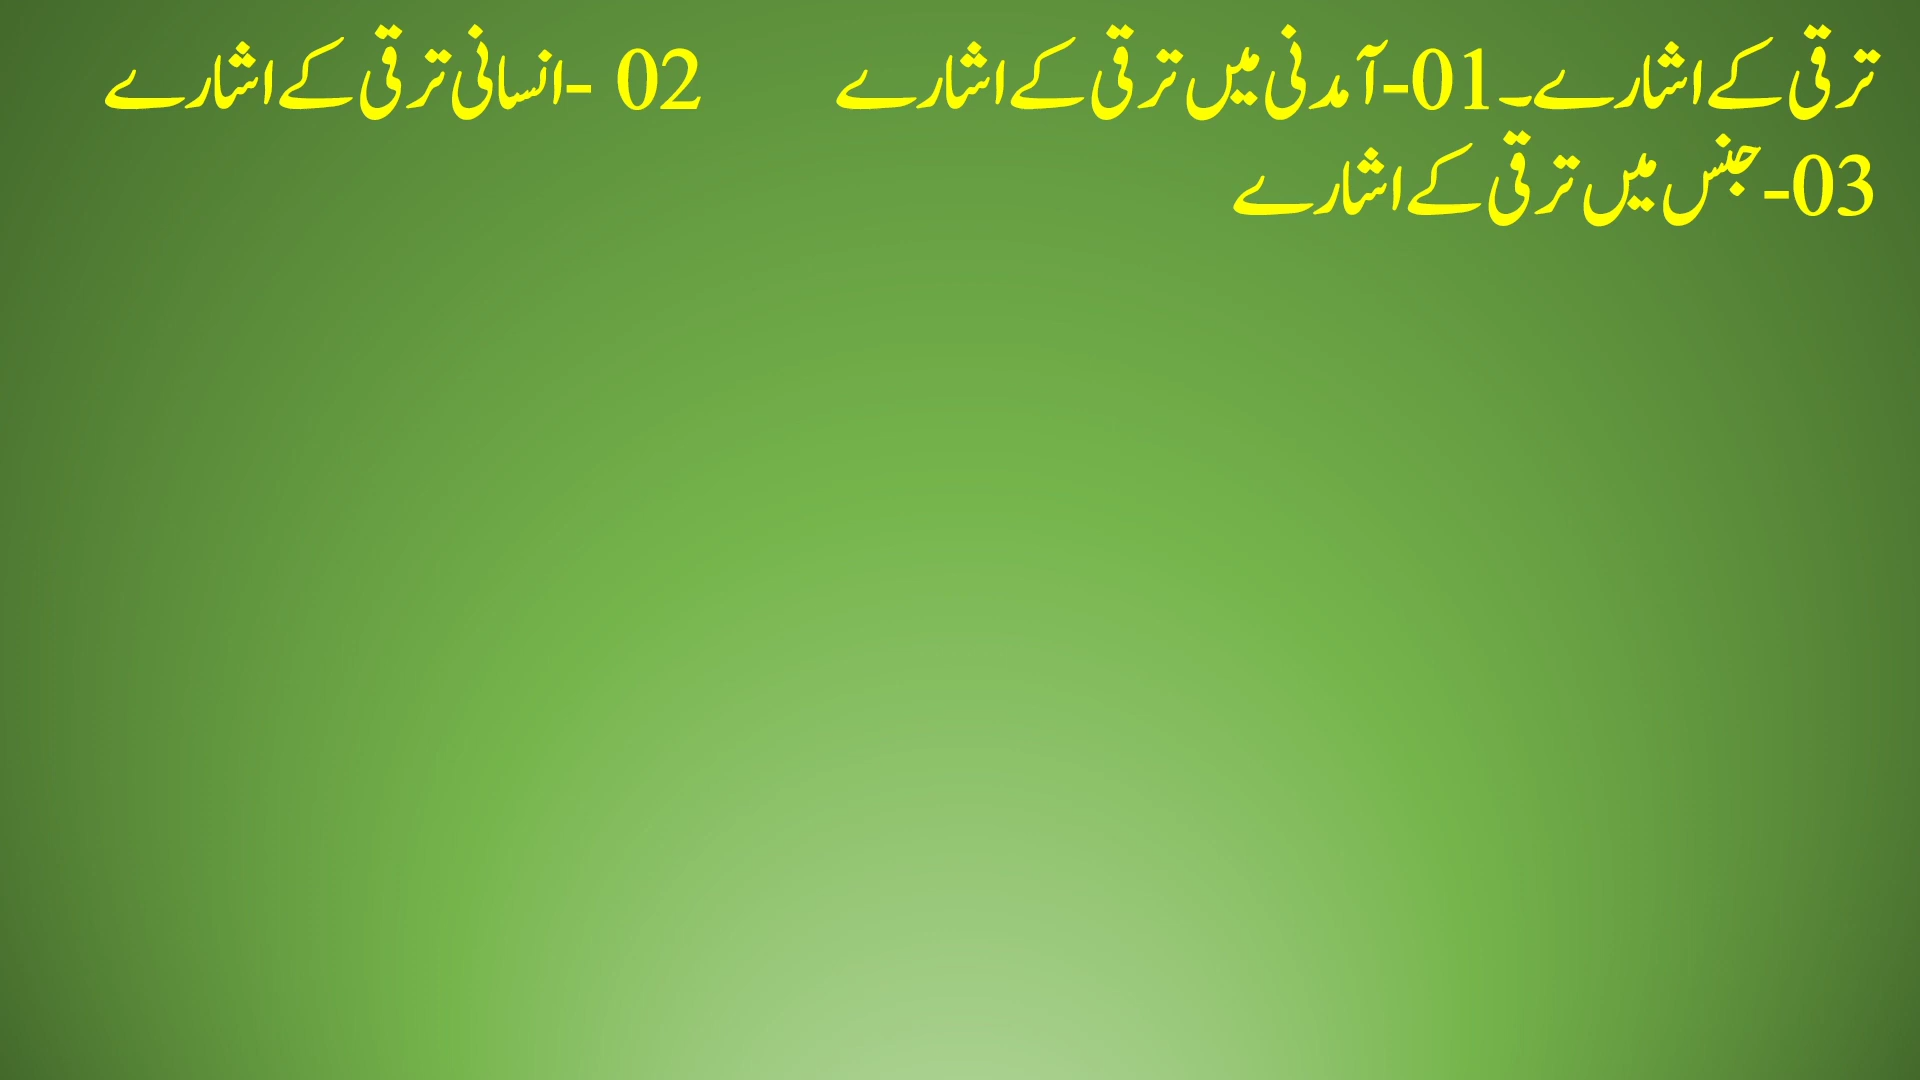 ترقی کے اشارے۔01-آمدنی میں ترقی کے اشارے 02 -انسانی ترقی کے اشارے
03-جنس میں ترقی کے اشارے